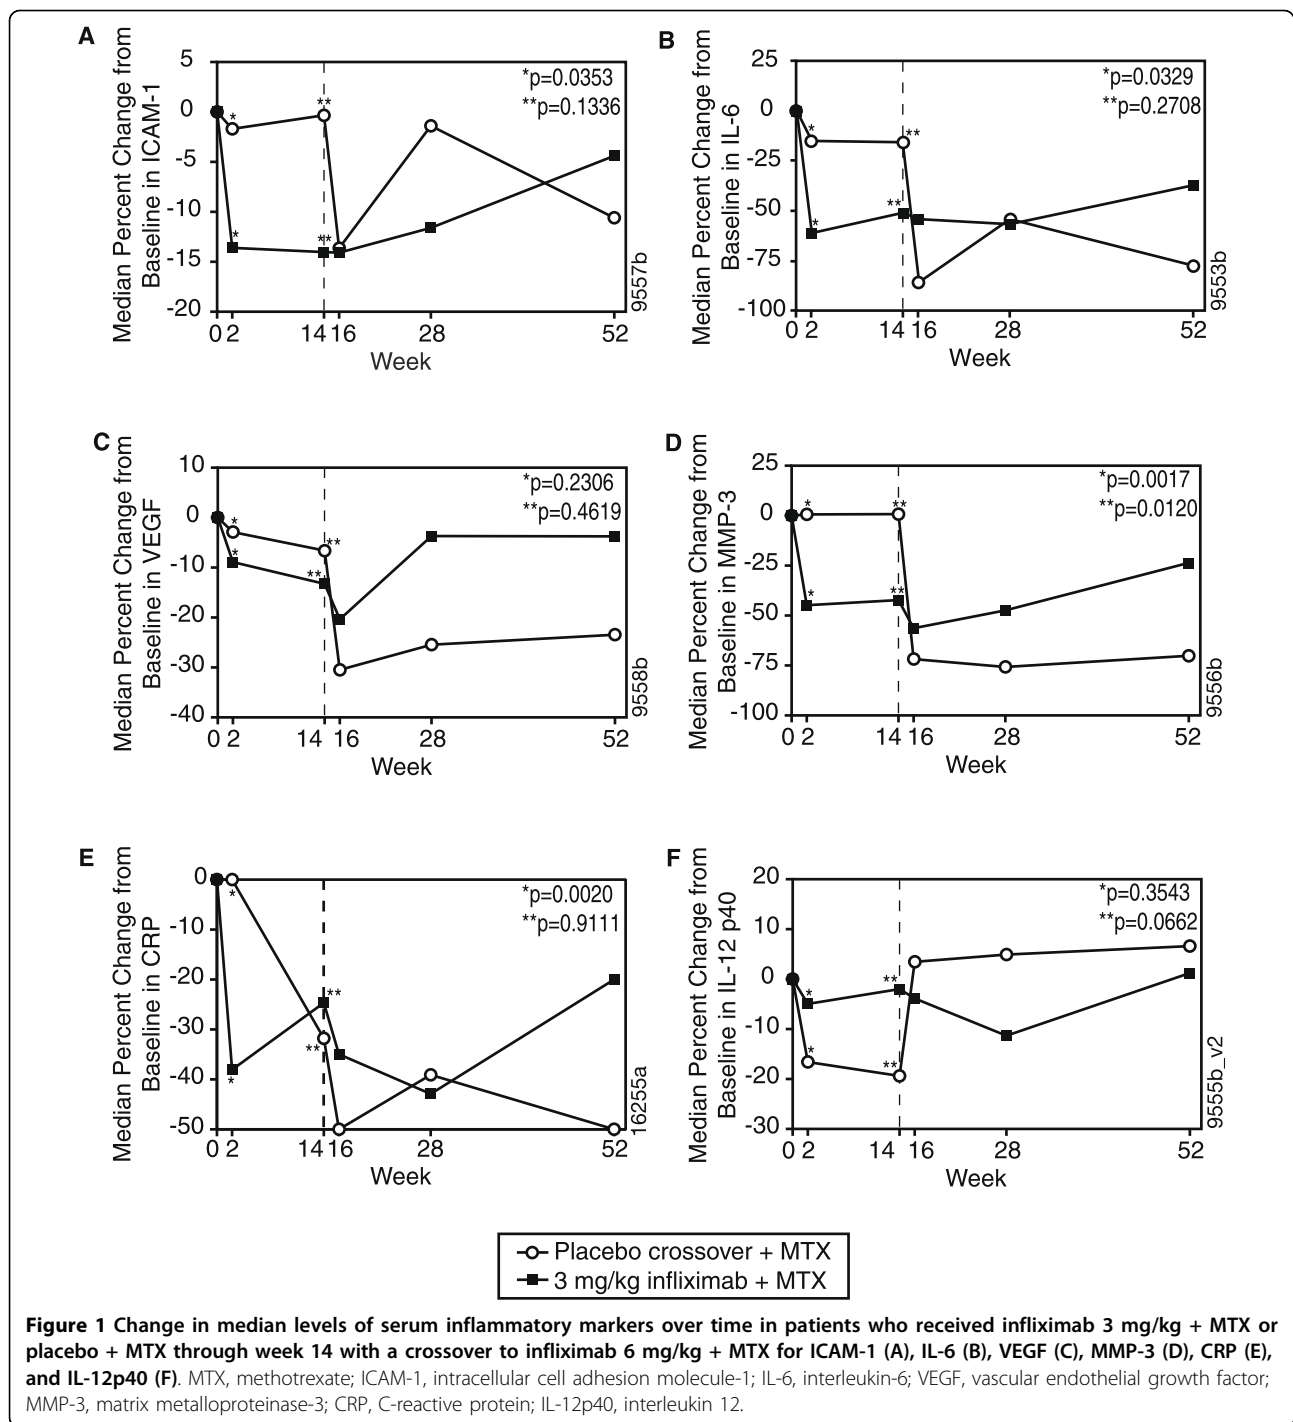 A
Median Percent Change from
Baseline in ICAM-1
5
0
-5
-10
-15
-20
*p=0.0353
**p=0.1336
*
**
*
**
0 2 14 16 28 52
Week
9557b
B
Median Percent Change from
Baseline in IL-6
25
0
-25
-50
-75
-100
*p=0.0329
**p=0.2708
*
**
*
**
0 2 14 16 28 52
Week
9553b
C
Median Percent Change from
Baseline in VEGF
10
0
-10
-20
-30
-40
*p=0.2306
**p=0.4619
*
**
*
**
0 2 14 16 28 52
Week
9558b
D
Median Percent Change from
Baseline in MMP-3
25
0
-25
-50
-75
-100
*p=0.0017
**p=0.0120
*
**
*
**
0 2 14 16 28 52
Week
9556b
E
Median Percent Change from
Baseline in CRP
0
-10
-20
-30
-40
-50
*p=0.0020
**p=0.9111
*
**
**
*
0 2 14 16 28 52
Week
16255a
F
Median Percent Change from
Baseline in IL-12 p40
20
10
0
-10
-20
-30
*p=0.3543
**p=0.0662
*
**
*
**
0 2 14 16 28 52
Week
9555b_v2
Placebo crossover + MTX
3 mg/kg infliximab + MTX
Figure 1 Change in median levels of serum inflammatory markers over time in patients who received infliximab 3 mg/kg + MTX or
placebo + MTX through week 14 with a crossover to infliximab 6 mg/kg + MTX for ICAM-1 (A), IL-6 (B), VEGF (C), MMP-3 (D), CRP (E),
and IL-12p40 (F). MTX, methotrexate; ICAM-1, intracellular cell adhesion molecule-1; IL-6, interleukin-6; VEGF, vascular endothelial growth factor;
MMP-3, matrix metalloproteinase-3; CRP, C-reactive protein; IL-12p40, interleukin 12.